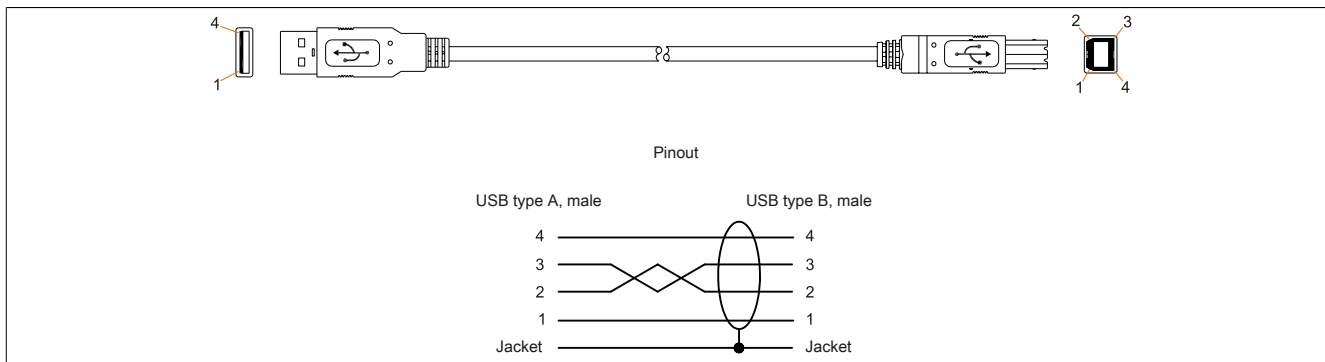 4
2 3
1
1 4
Pinout
USB type A, male USB type B, male
4 4
3 3
2 2
1 1
Jacket Jacket